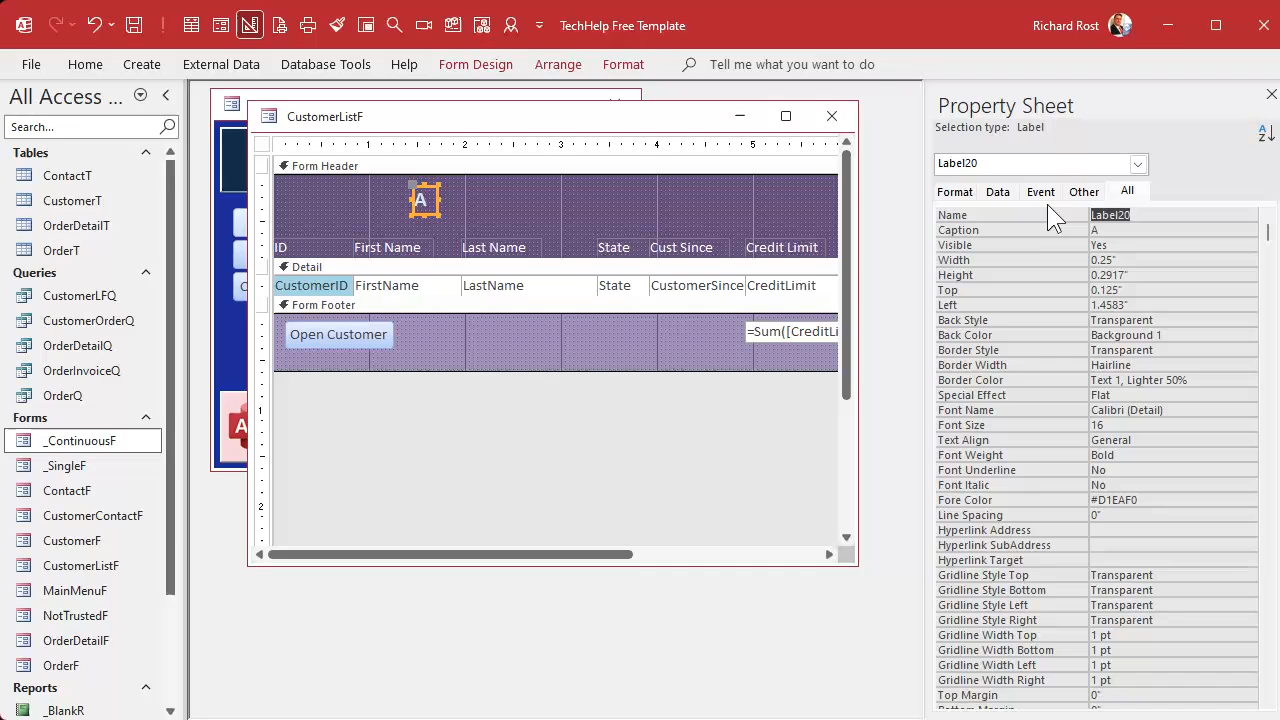 TechHelp Free Template
Richard Rost
File Home Create External Data Database Tools Help Form Design Arrange Format Tell me what you want to do
All Access ...
Search...
Tables
ContactT
CustomerT
OrderDetailT
OrderT
Queries
CustomerLFQ
CustomerOrderQ
OrderDetailQ
OrderInvoiceQ
OrderQ
Forms
_ContinuousF
_SingleF
ContactF
CustomerContactF
CustomerF
CustomerListF
MainMenuF
NotTrustedF
OrderDetailF
OrderF
Reports
_BlankR
CustomerListF
1 2 3 4 5
Form Header
A
ID First Name Last Name State Cust Since Credit Limit
Detail
CustomerID FirstName LastName State CustomerSince CreditLimit
Form Footer
Open Customer =Sum([CreditLi
1
2
C
A
Property Sheet
Selection type: Label
Label20
Format Data Event Other All
Name Label20
Caption A
Visible Yes
Width 0.25"
Height 0.2917"
Top 0.125"
Left 1.4583"
Back Style Transparent
Back Color Background 1
Border Style Transparent
Border Width Hairline
Border Color Text 1, Lighter 50%
Special Effect Flat
Font Name Calibri (Detail)
Font Size 16
Text Align General
Font Weight Bold
Font Underline No
Font Italic No
Fore Color #D1EAF0
Line Spacing 0"
Hyperlink Address
Hyperlink SubAddress
Hyperlink Target
Gridline Style Top Transparent
Gridline Style Bottom Transparent
Gridline Style Left Transparent
Gridline Style Right Transparent
Gridline Width Top 1 pt
Gridline Width Bottom 1 pt
Gridline Width Left 1 pt
Gridline Width Right 1 pt
Top Margin 0"
Bottom Margin 0"